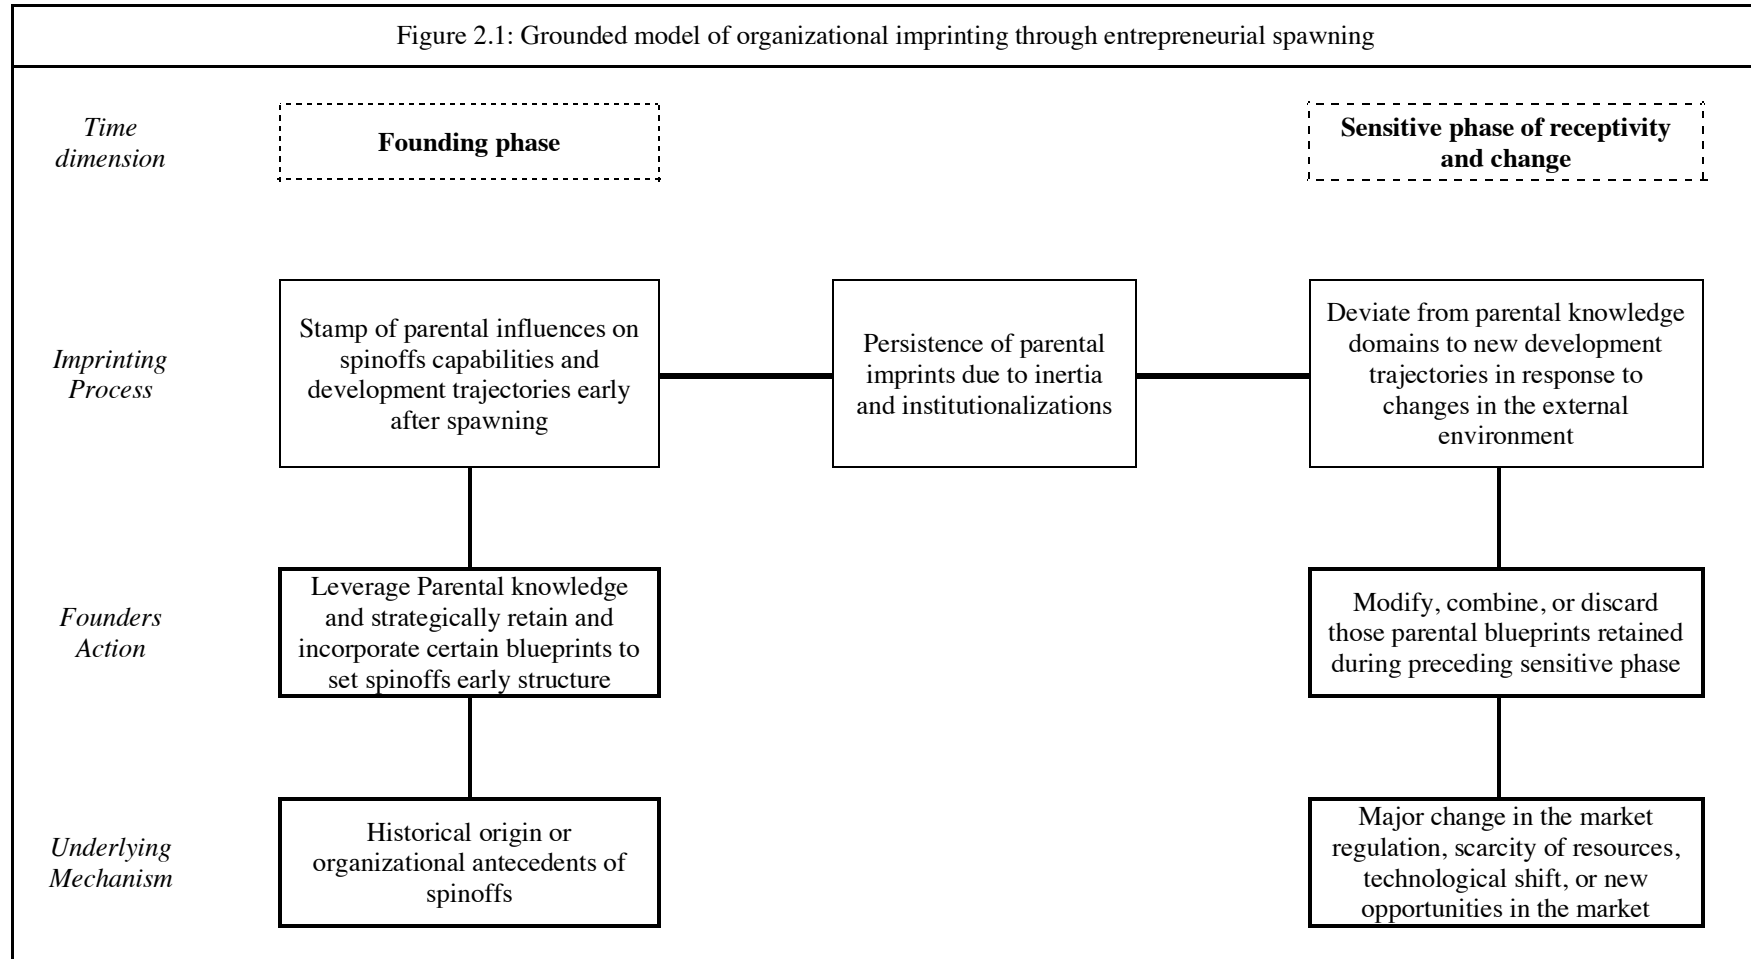 Figure 2.1: Grounded model of organizational imprinting through entrepreneurial spawning
Time
dimension
Founding phase
Sensitive phase of receptivity
and change
Imprinting
Process
Stamp of parental influences on
spinoffs capabilities and
development trajectories early
after spawning
Persistence of parental
imprints due to inertia
and institutionalizations
Deviate from parental knowledge
domains to new development
trajectories in response to
changes in the external
environment
Founders
Action
Leverage Parental knowledge
and strategically retain and
incorporate certain blueprints to
set spinoffs early structure
Modify, combine, or discard
those parental blueprints retained
during preceding sensitive phase
Underlying
Mechanism
Historical origin or
organizational antecedents of
spinoffs
Major change in the market
regulation, scarcity of resources,
technological shift, or new
opportunities in the market